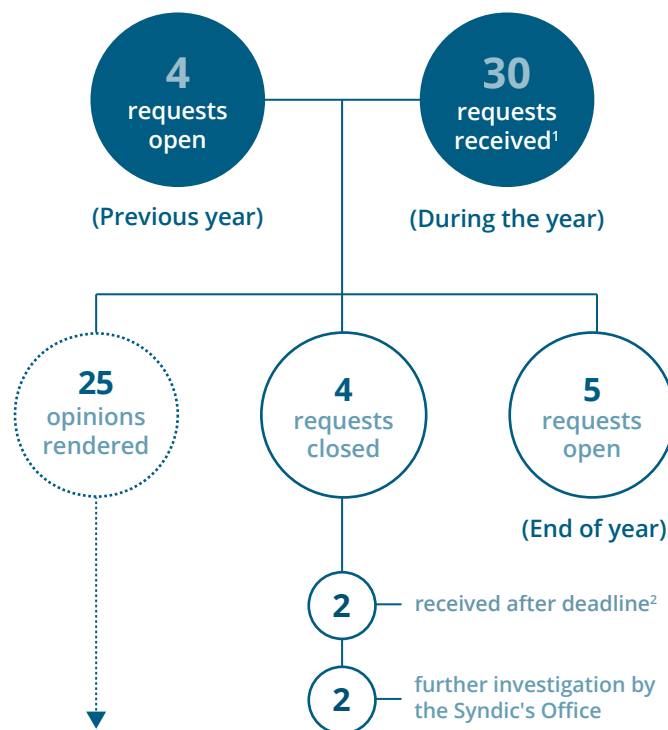 4
requests
open
(Previous year)
30
requests
received¹
(During the year)
25
opinions
rendered
4
requests
closed
5
requests
open
(End of year)
2
received after deadline²
2
further investigation by
the Syndic's Office